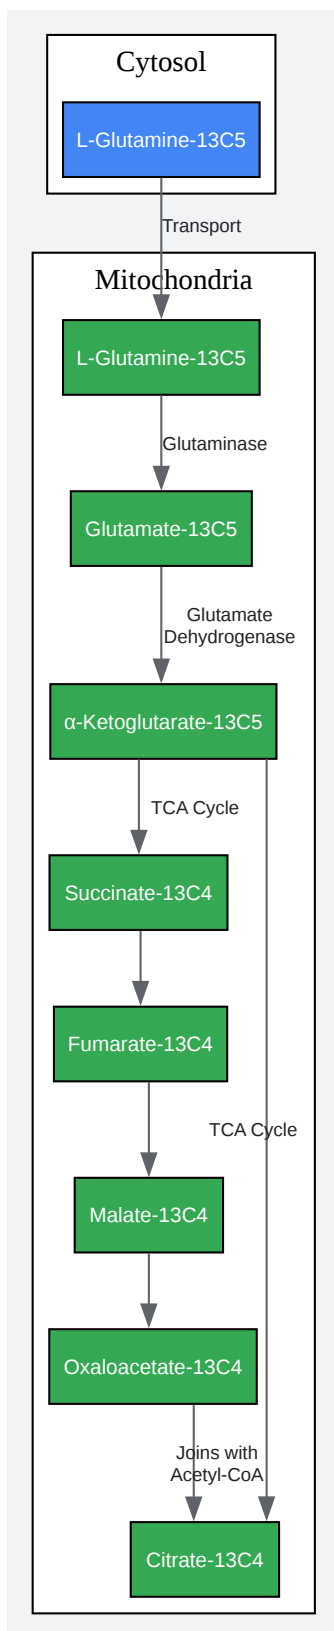 Cytosol
L-Glutamine-13C5
Transport
Mitochondria
L-Glutamine-13C5
Glutaminase
Glutamate-13C5
Glutamate
Dehydrogenase
α-Ketoglutarate-13C5
TCA Cycle
Succinate-13C4
Fumarate-13C4
TCA Cycle
Malate-13C4
Oxaloacetate-13C4
Joins with
Acetyl-CoA
Citrate-13C4